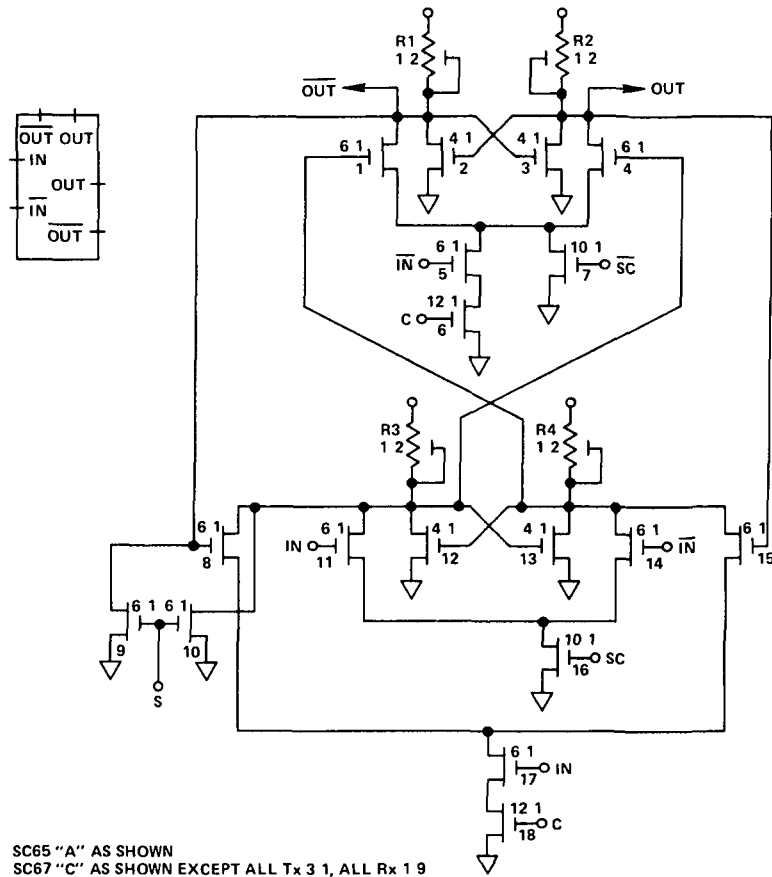 R1
1 2
R2
1 2
OUT
OUT
OUT OUT
IN
OUT
IN
OUT
6 1
1
4 1
2
4 1
3
6 1
4
IN
6 1
5
10 1
7
SC
C
12 1
6
R3
1 2
R4
1 2
6 1
8
IN
6 1
11
4 1
12
4 1
13
6 1
14
IN
6 1
15
6 1
9
6 1
10
S
10 1
16
SC
6 1
17
IN
12 1
18
C
SC65 "A" AS SHOWN
SC67 "C" AS SHOWN EXCEPT ALL Tx 3 1, ALL Rx 1 9